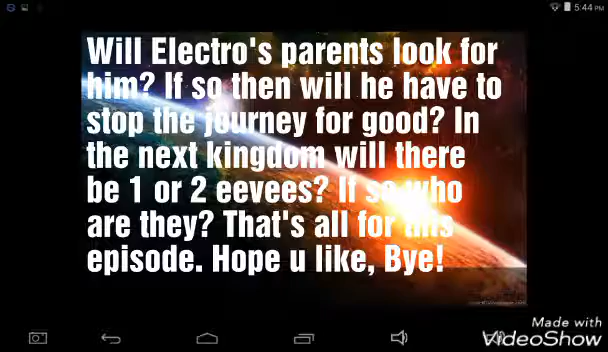 5:44 PM
Will Electro's parents look for
him? If so then will he have to
stop the journey for good? In
the next kingdom will there
be 1 or 2 eevees? If so who
are they? That's all for this
episode. Hope u like, Bye!
Made with
VideoShow